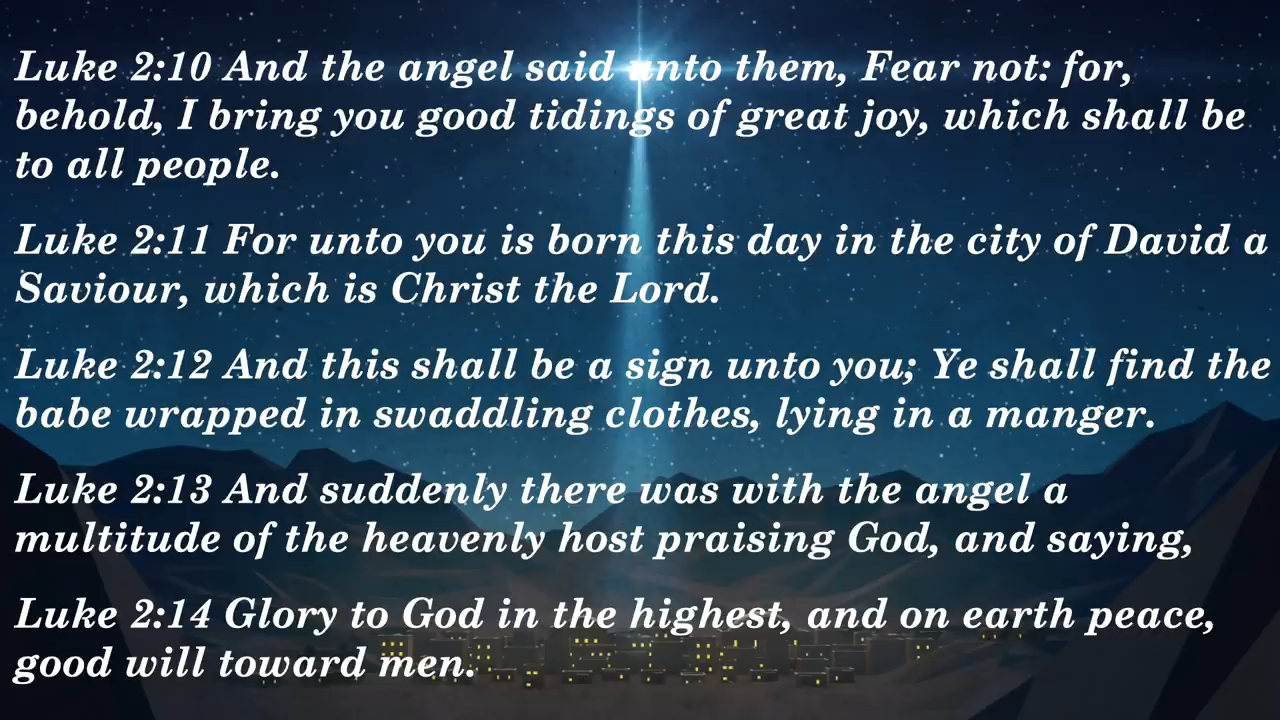 Luke 2:10 And the angel said unto them, Fear not: for,
behold, I bring you good tidings of great joy, which shall be
to all people.
Luke 2:11 For unto you is born this day in the city of David a
Saviour, which is Christ the Lord.
Luke 2:12 And this shall be a sign unto you; Ye shall find the
babe wrapped in swaddling clothes, lying in a manger.
Luke 2:13 And suddenly there was with the angel a
multitude of the heavenly host praising God, and saying,
Luke 2:14 Glory to God in the highest, and on earth peace,
good will toward men.